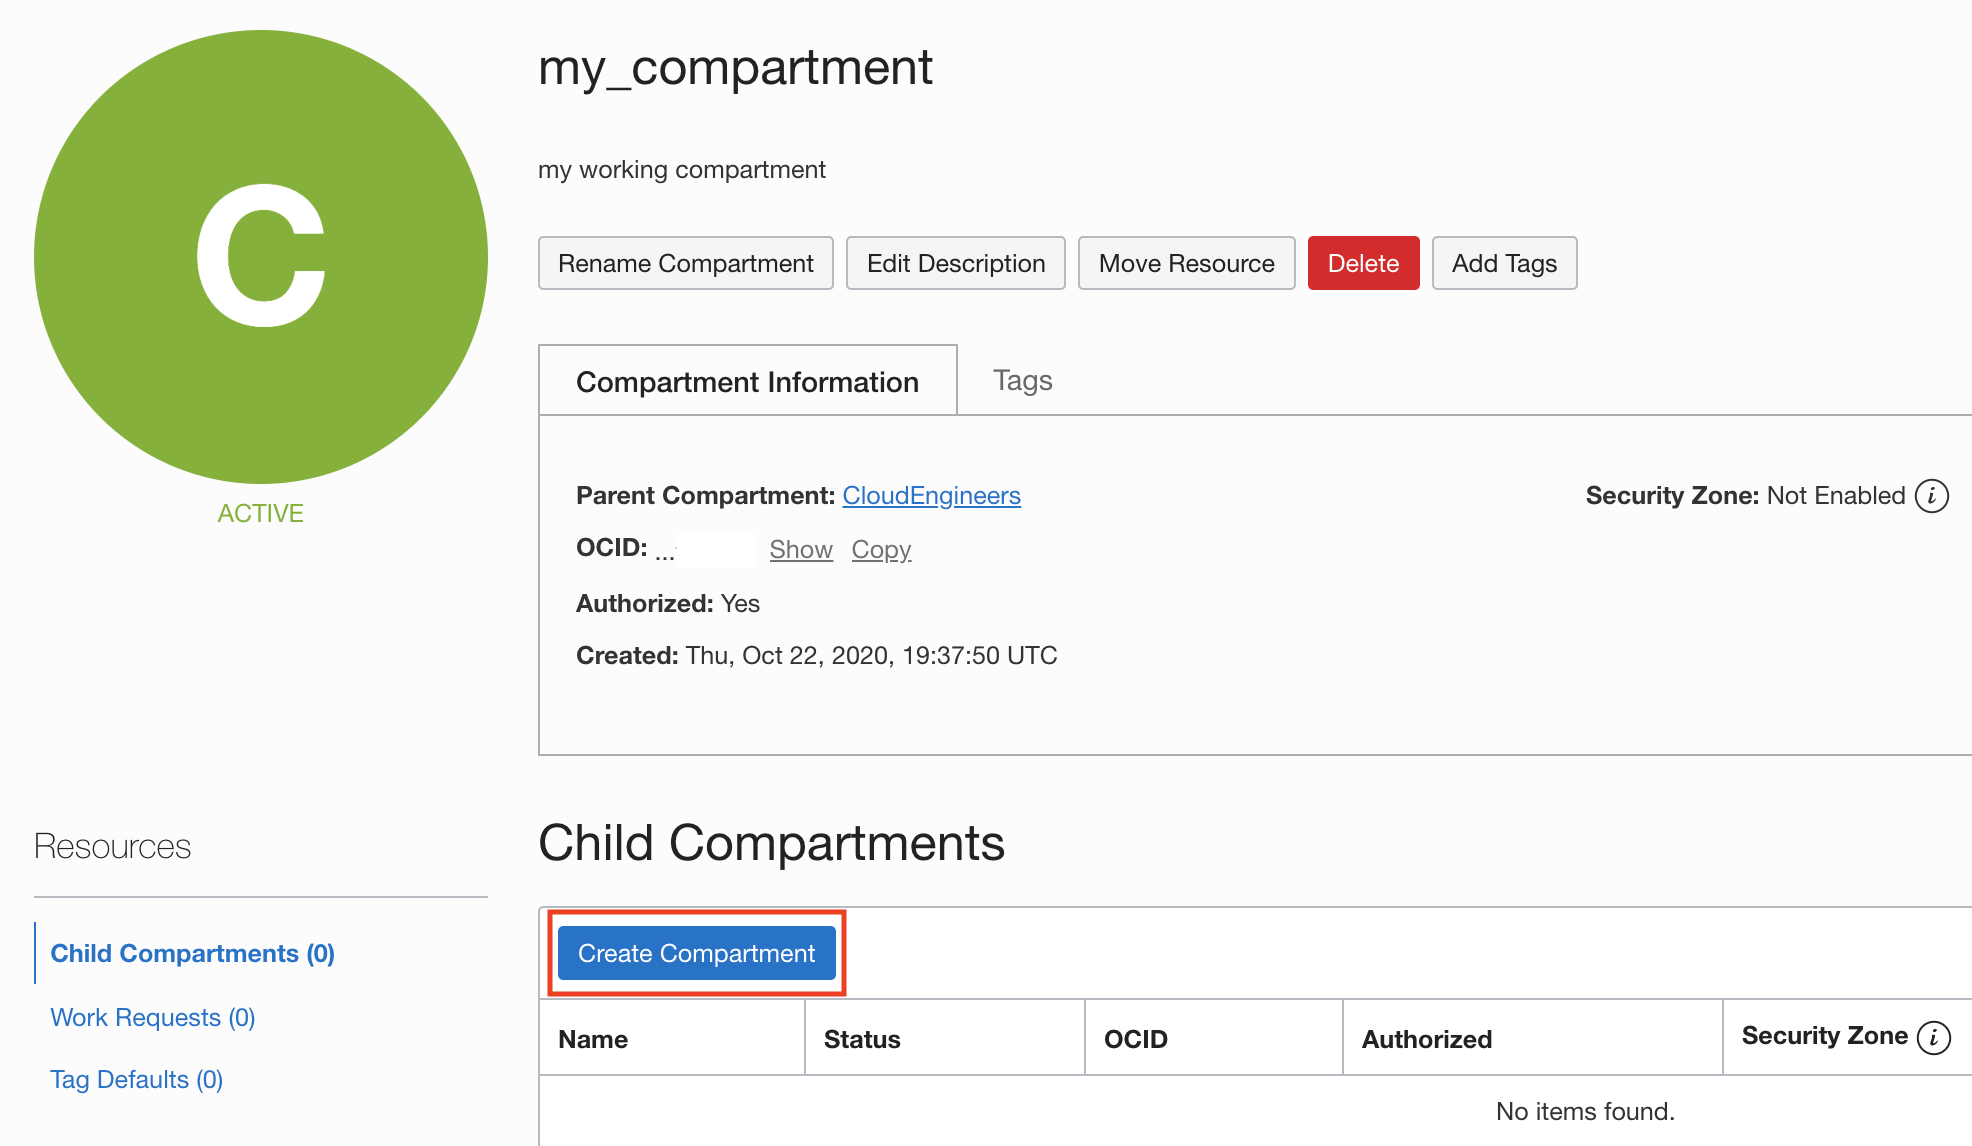 C
ACTIVE
my_compartment
my working compartment
Rename Compartment Edit Description Move Resource Delete Add Tags
Compartment Information Tags
Parent Compartment: CloudEngineers Security Zone: Not Enabled i
OCID: ... Show Copy
Authorized: Yes
Created: Thu, Oct 22, 2020, 19:37:50 UTC
Resources
Child Compartments (0)
Work Requests (0)
Tag Defaults (0)
Child Compartments
Create Compartment
Name Status OCID Authorized Security Zone i
No items found.